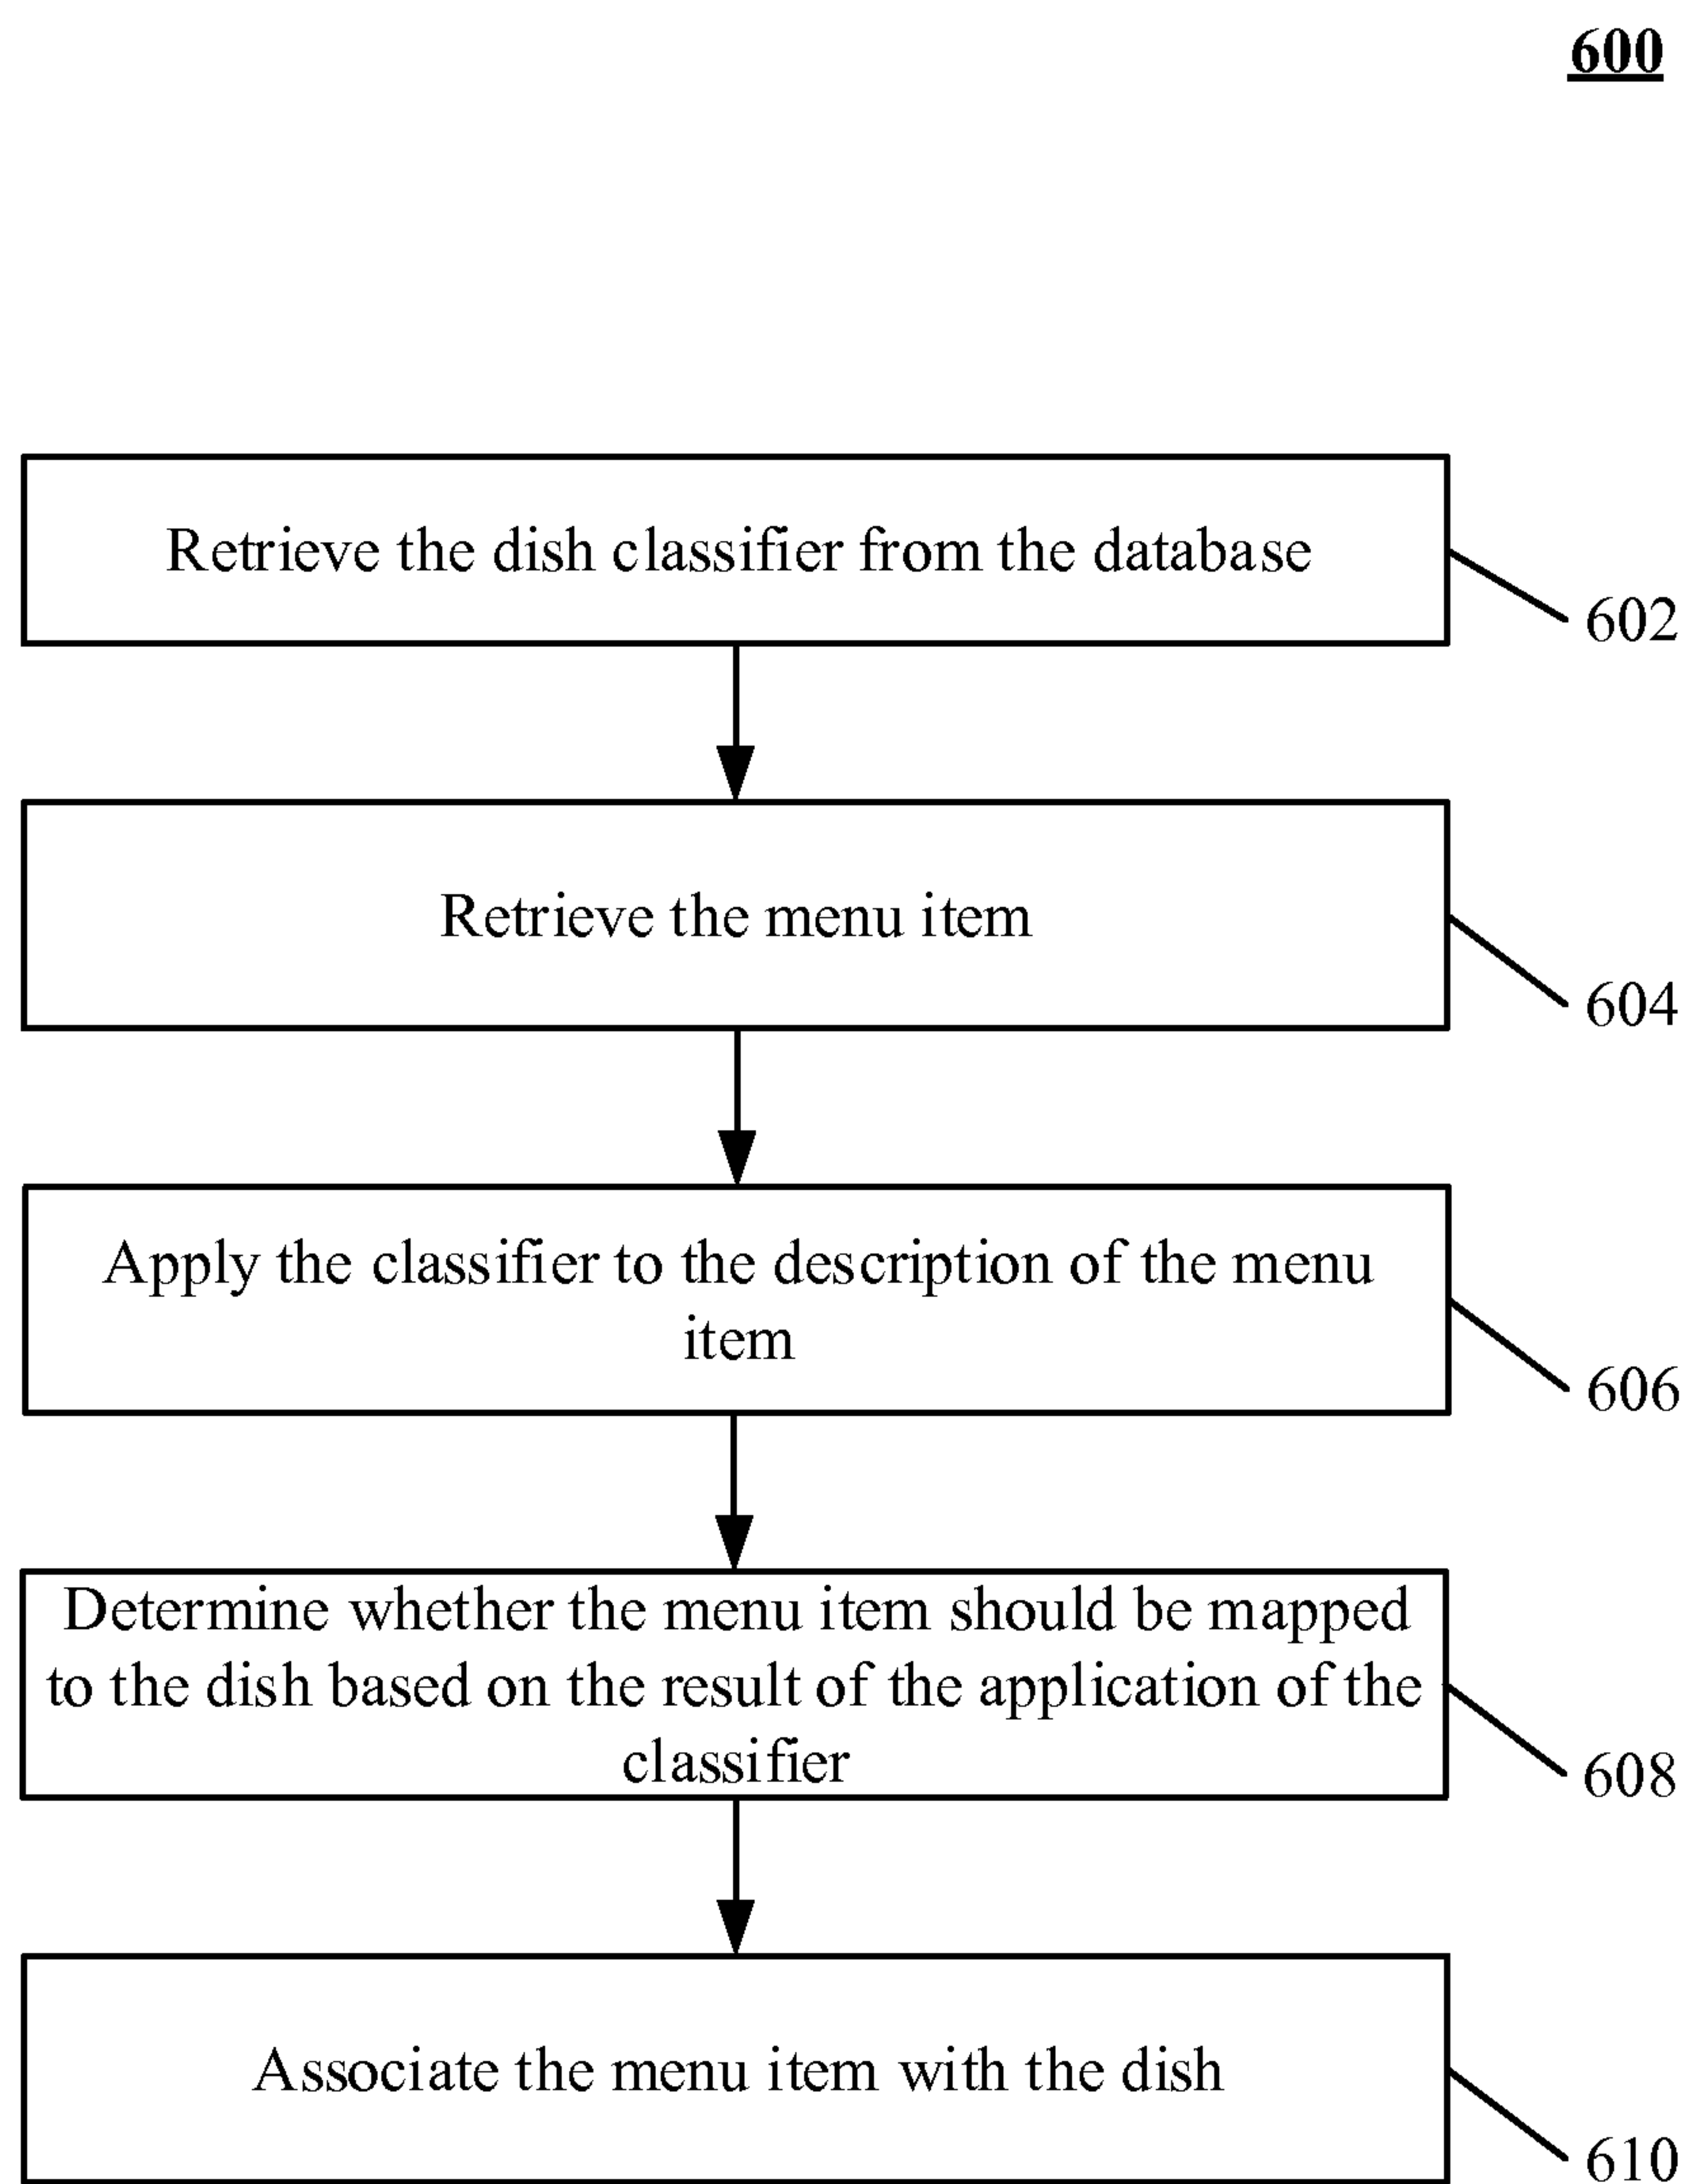 600
Retrieve the dish classifier from the database
602
Retrieve the menu item
604
Apply the classifier to the description of the menu
item
606
Determine whether the menu item should be mapped
to the dish based on the result of the application of the
classifier
608
Associate the menu item with the dish
610